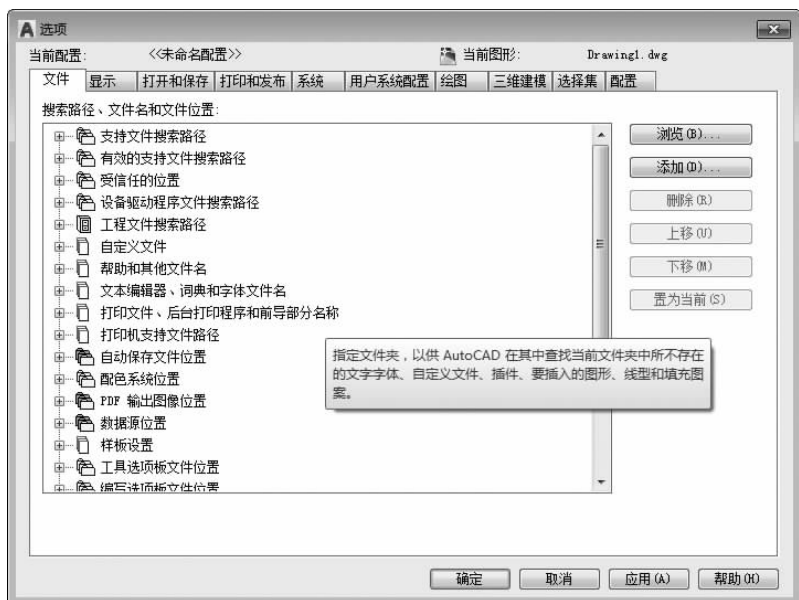 选项
当前配置: <<未命名配置>> 当前图形: Drawing1.dwg
文件 显示 打开和保存 打印和发布 系统 用户系统配置 绘图 三维建模 选择集 配置
搜索路径、文件名和文件位置:
支持文件搜索路径
有效的支持文件搜索路径
受信任的位置
设备驱动程序文件搜索路径
工程文件搜索路径
自定义文件
帮助和其他文件名
文本编辑器、词典和字体文件名
打印文件、后台打印程序和前导部分名称
打印机支持文件路径
自动保存文件位置
配色系统位置
PDF 输出图像位置
数据源位置
样板设置
工具选项板文件位置
编写选项板文件位置
浏览(B)...
添加(D)...
删除(R)
上移(U)
下移(M)
置为当前(S)
指定文件夹，以供 AutoCAD 在其中查找当前文件夹中所不存在
的文字字体、自定义文件、插件、要插入的图形、线型和填充图
案。
确定 取消 应用(A) 帮助(H)